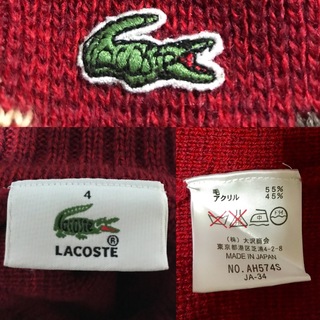 4
LACOSTE
®
毛 55%
アクリル 45%
中
(株)大沢商会
東京都港区芝浦4-2-8
MADE IN JAPAN
NO. AH574S
JA-34